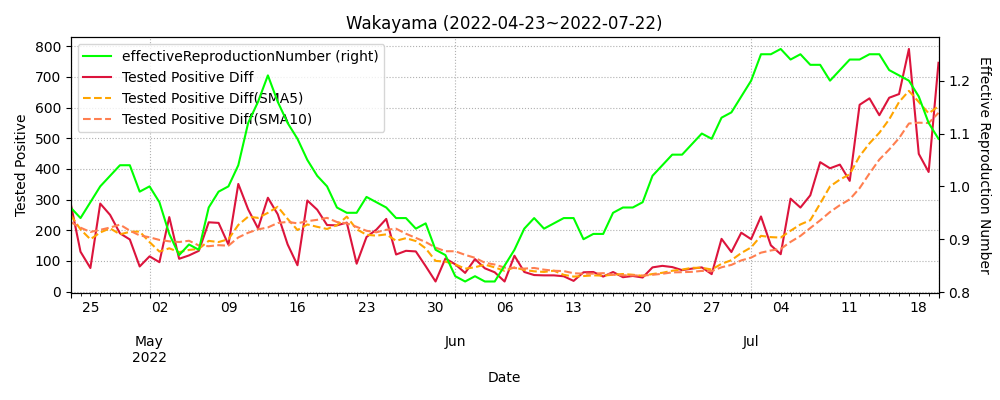 Wakayama (2022-04-23~2022-07-22)
effectiveReproductionNumber (right)
Tested Positive Diff
Tested Positive Diff(SMA5)
Tested Positive Diff(SMA10)
Tested Positive
800
700
600
500
400
300
200
100
0
Effective Reproduction Number
1.2
1.1
1.0
0.9
0.8
25 02 09 16 23 30 06 13 20 27 04 11 18
May Jun Jul
2022
Date